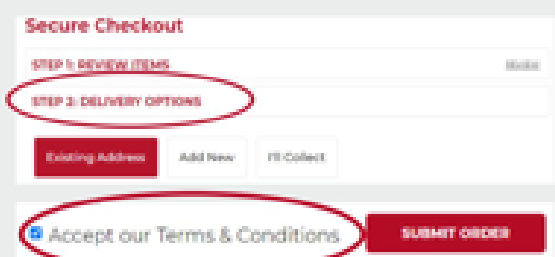 Secure Checkout
STEP 1: REVIEW ITEMS
STEP 2: DELIVERY OPTIONS
Existing Address Add New I'll Collect
Accept our Terms & Conditions SUBMIT ORDER